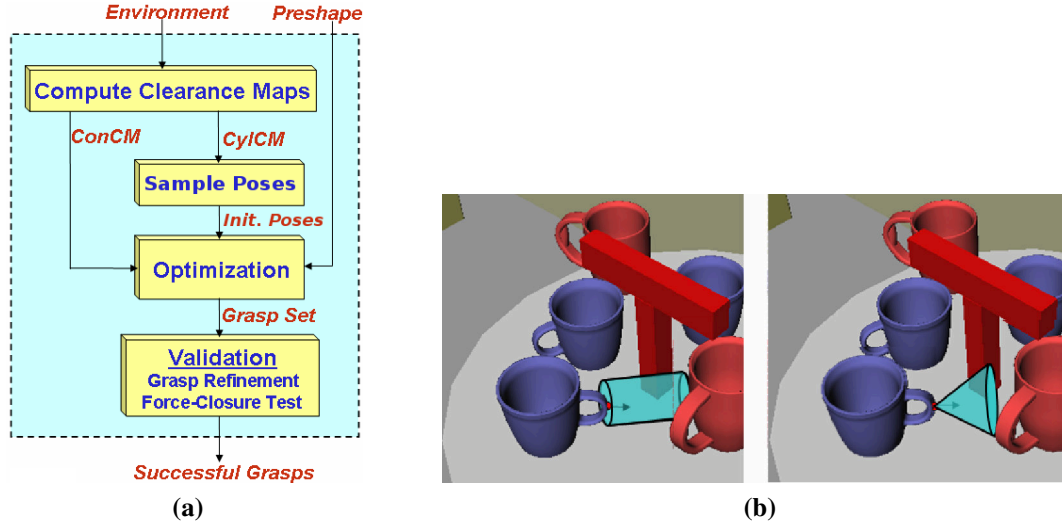 Environment Preshape
Compute Clearance Maps
ConCM CylCM
Sample Poses
Init. Poses
Optimization
Grasp Set
Validation
Grasp Refinement
Force-Closure Test
Successful Grasps
(a) (b)